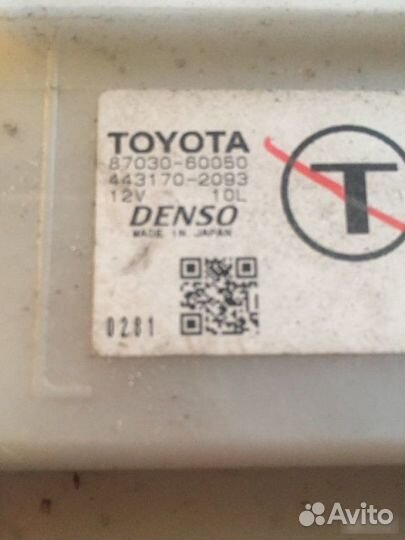 TOYOTA
87030-60050
443170-2093
12V 10L
DENSO
MADE IN JAPAN
T
0281
Avito